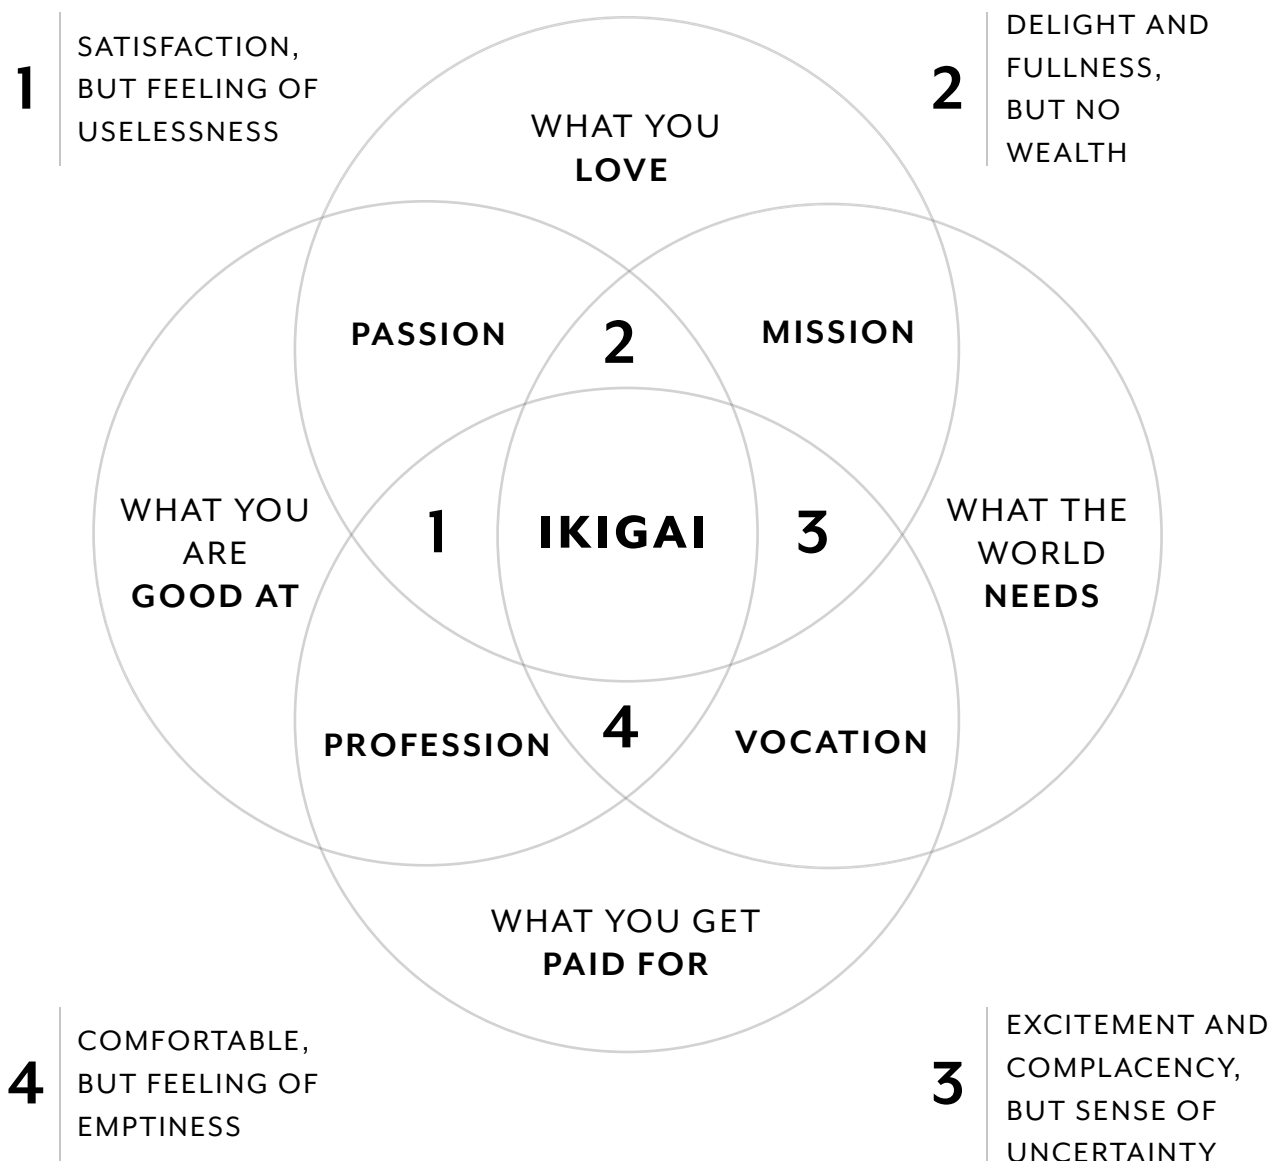 1
SATISFACTION,
BUT FEELING OF
USELESSNESS
2
DELIGHT AND
FULLNESS,
BUT NO
WEALTH
WHAT YOU
LOVE
PASSION
2
MISSION
WHAT YOU
ARE
GOOD AT
1
IKIGAI
3
WHAT THE
WORLD
NEEDS
PROFESSION
4
VOCATION
WHAT YOU GET
PAID FOR
4
COMFORTABLE,
BUT FEELING OF
EMPTINESS
3
EXCITEMENT AND
COMPLACENCY,
BUT SENSE OF
UNCERTAINTY